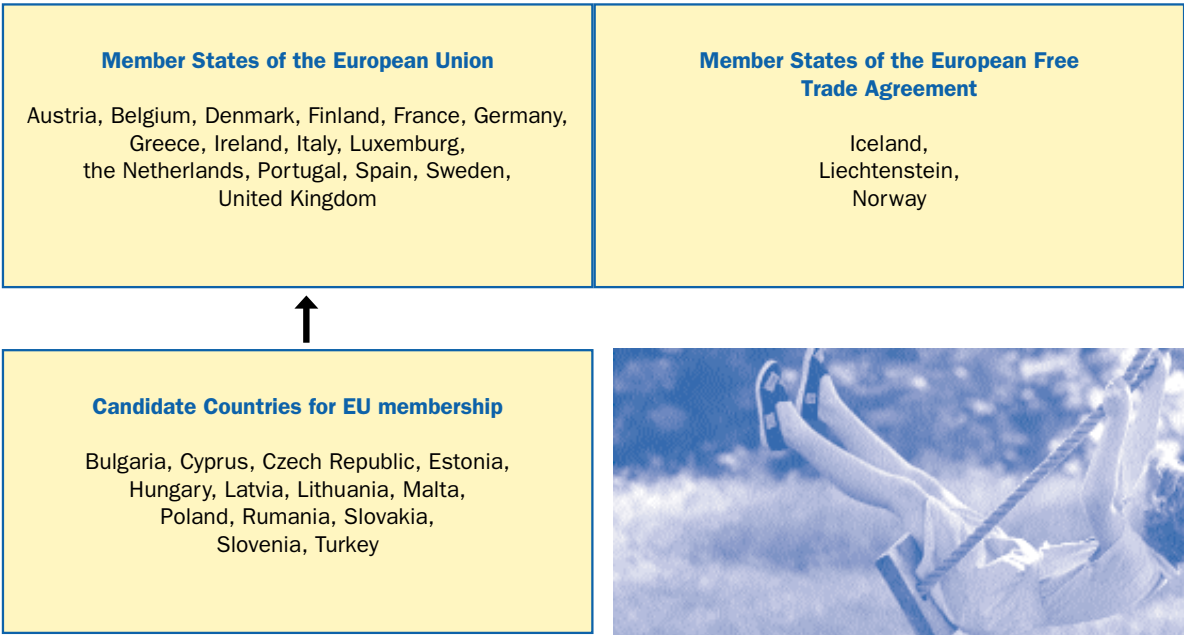 Member States of the European Union
Austria, Belgium, Denmark, Finland, France, Germany,
Greece, Ireland, Italy, Luxemburg,
the Netherlands, Portugal, Spain, Sweden,
United Kingdom
Member States of the European Free
Trade Agreement
Iceland,
Liechtenstein,
Norway
Candidate Countries for EU membership
Bulgaria, Cyprus, Czech Republic, Estonia,
Hungary, Latvia, Lithuania, Malta,
Poland, Rumania, Slovakia,
Slovenia, Turkey